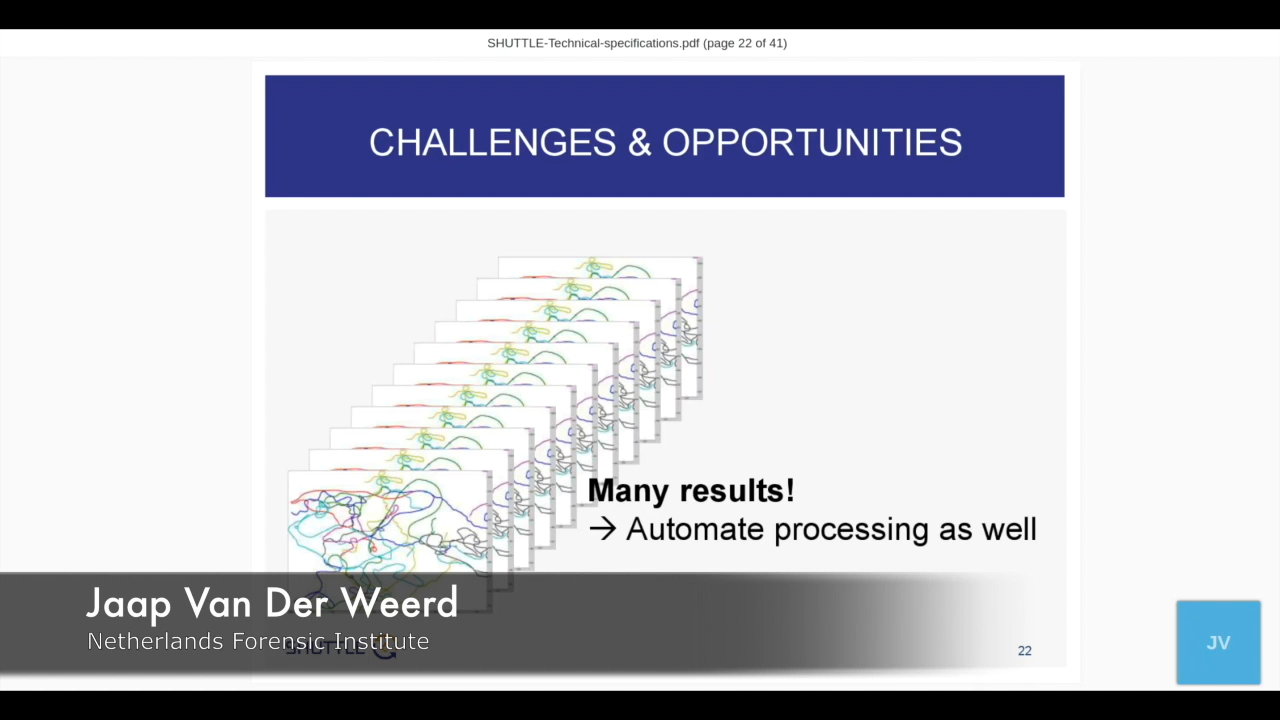 SHUTTLE-Technical-specifications.pdf (page 22 of 41)
CHALLENGES & OPPORTUNITIES
Many results!
→ Automate processing as well
Jaap Van Der Weerd
Netherlands Forensic Institute
SHUTTLE
22
JV